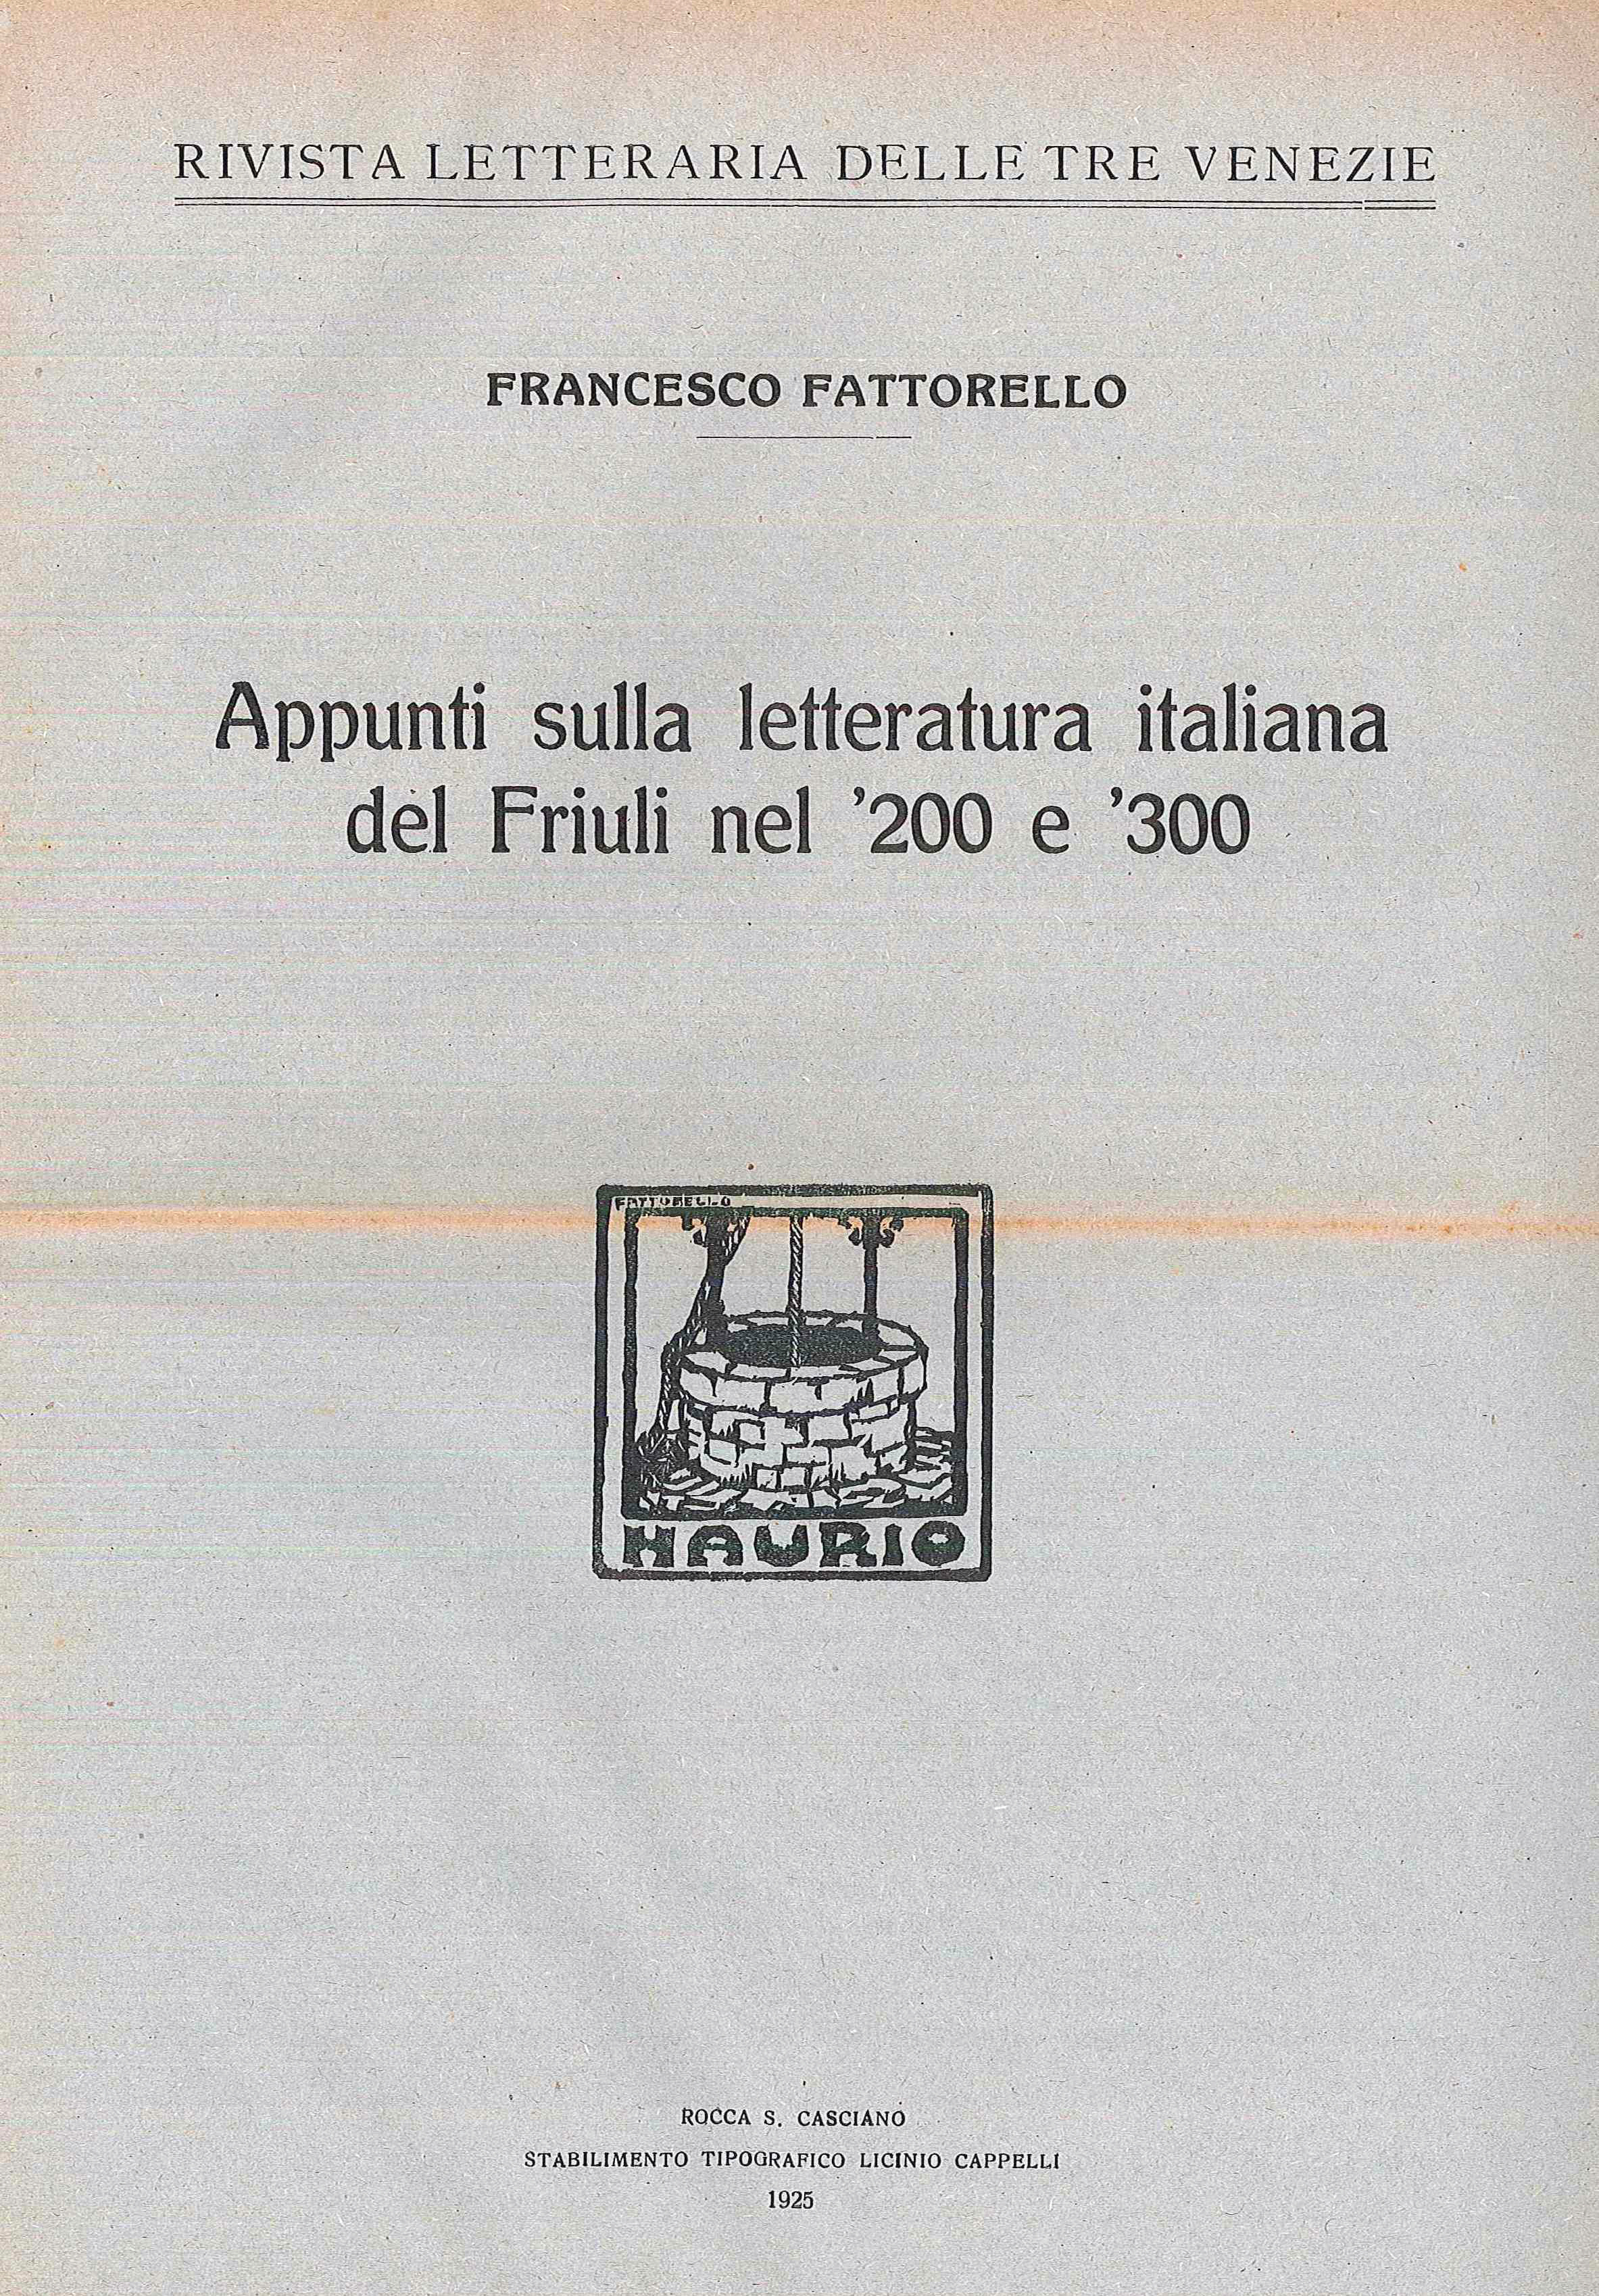 RIVISTA LETTERARIA DELLE TRE VENEZIE
FRANCESCO FATTORELLO
Appunti sulla letteratura italiana
del Friuli nel '200 e '300
FATTORELLO
HAURIO
ROCCA S. CASCIANO
STABILIMENTO TIPOGRAFICO LICINIO CAPPELLI
1925